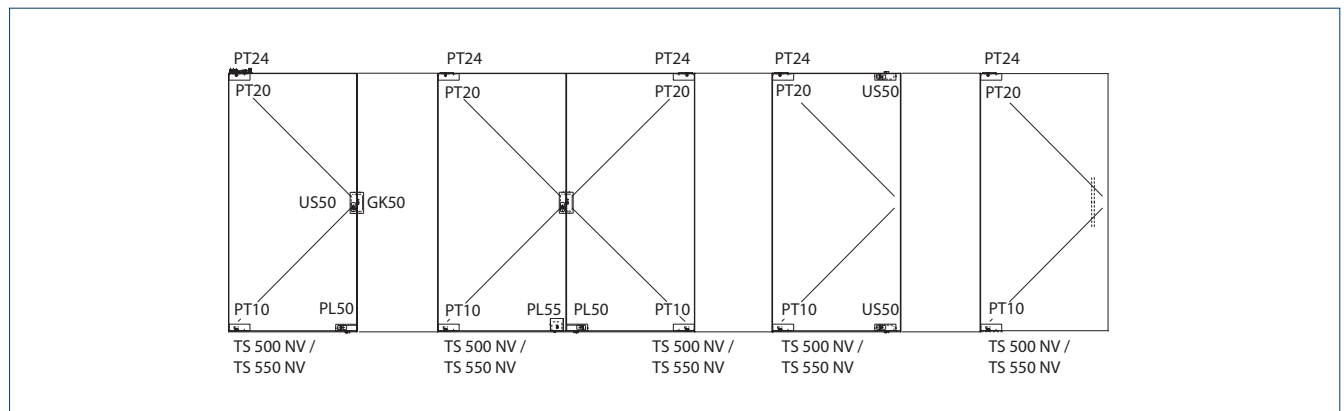 PT24 PT24 PT24 PT24 PT24
PT20 PT20 PT20 PT20 US50 PT20
US50 GK50
PT10 PL50 PT10 PL55 PL50 PT10 PT10 US50 PT10
TS 500 NV / TS 500 NV / TS 500 NV / TS 500 NV / TS 500 NV /
TS 550 NV TS 550 NV TS 550 NV TS 550 NV TS 550 NV